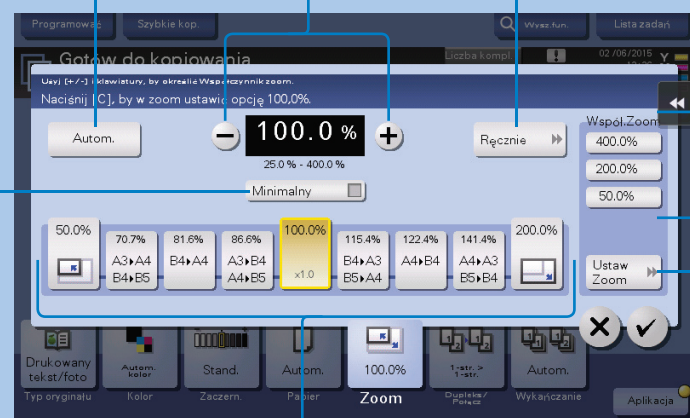 Programować
Szybkie kop.
Wysz.fun.
Lista zadań
Gotów do kopiowania
Liczba kompl.
02/06/2015
Y
Użyj [+/-] i klawiatury, by określić Współczynnik zoom.
Naciśnij [C], by w zoom ustawić opcję 100,0%.
Autom.
−
100.0 %
+
25.0 % - 400.0 %
Ręcznie
Minimalny
Współ.Zoom
400.0%
200.0%
50.0%
Ustaw
Zoom
50.0%
70.7%
A3▸A4
B4▸B5
81.6%
B4▸A4
86.6%
A3▸B4
A4▸B5
100.0%
×1.0
115.4%
B4▸A3
B5▸A4
122.4%
A4▸B4
141.4%
A4▸A3
B5▸B4
200.0%
Drukowany
tekst/foto
Typ oryginału
Autom.
kolor
Kolor
Stand.
Zaczern.
Autom.
Papier
100.0%
Zoom
1-str. >
1-str.
Dupleks/
Połącz
Autom.
Wykańczanie
Aplikacja